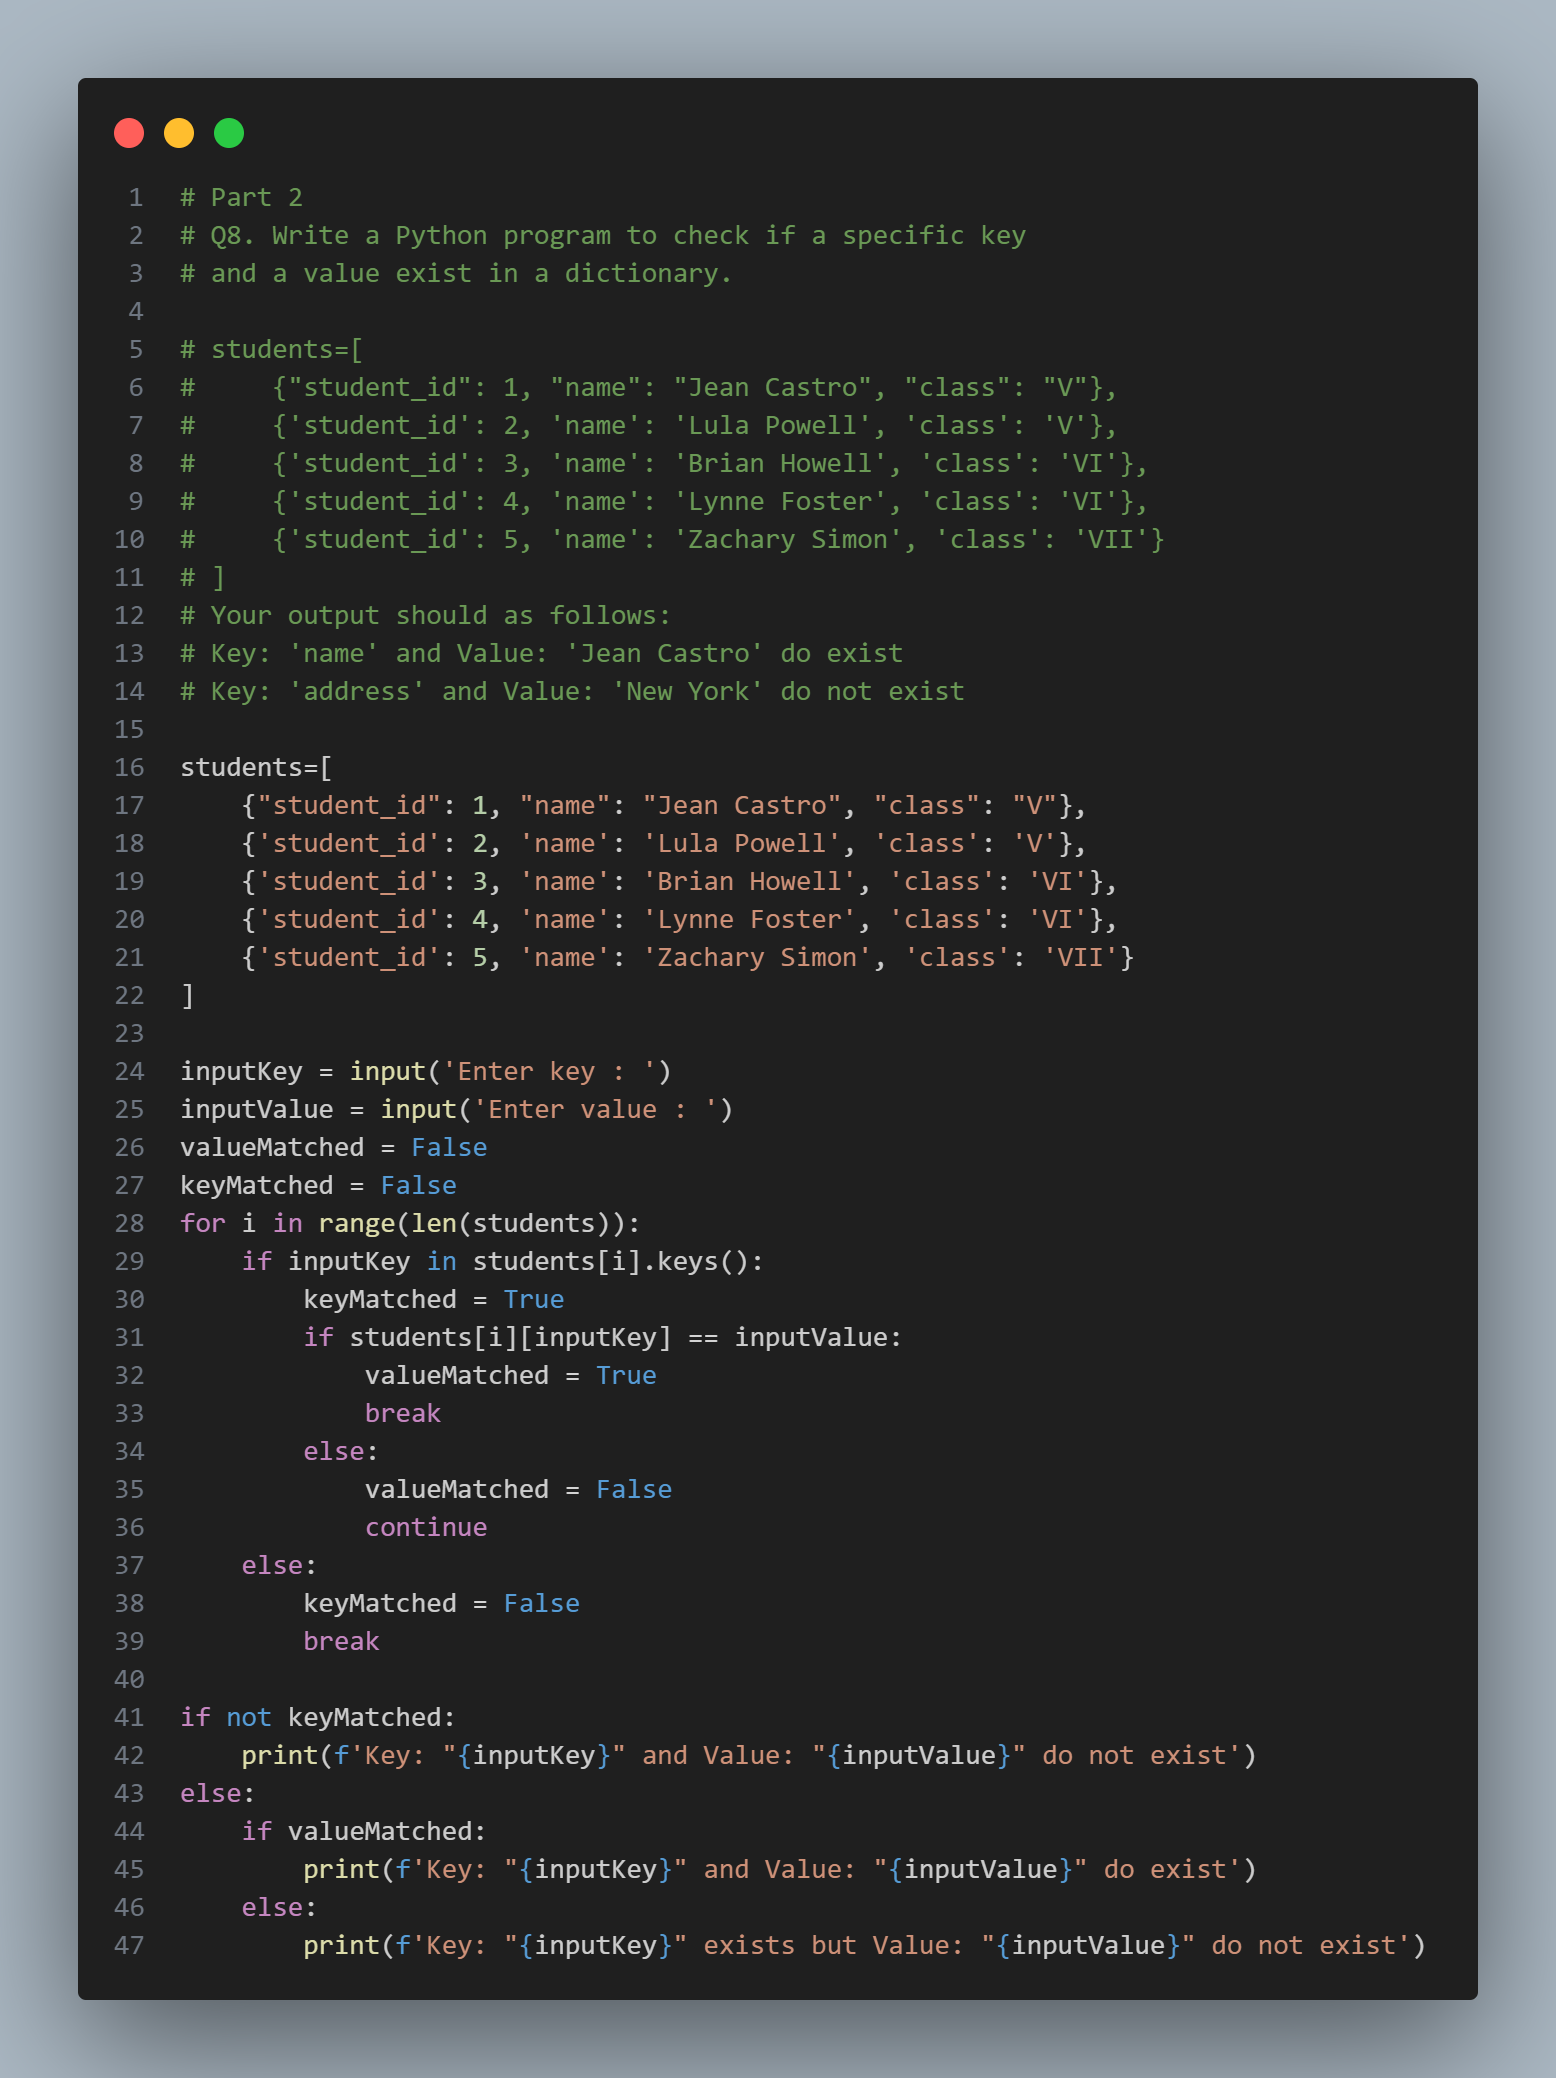 1 # Part 2
2 # Q8. Write a Python program to check if a specific key
3 # and a value exist in a dictionary.
4
5 # students=[
6 #     {"student_id": 1, "name": "Jean Castro", "class": "V"},
7 #     {'student_id': 2, 'name': 'Lula Powell', 'class': 'V'},
8 #     {'student_id': 3, 'name': 'Brian Howell', 'class': 'VI'},
9 #     {'student_id': 4, 'name': 'Lynne Foster', 'class': 'VI'},
10 #     {'student_id': 5, 'name': 'Zachary Simon', 'class': 'VII'}
11 # ]
12 # Your output should as follows:
13 # Key: 'name' and Value: 'Jean Castro' do exist
14 # Key: 'address' and Value: 'New York' do not exist
15
16 students=[
17     {"student_id": 1, "name": "Jean Castro", "class": "V"},
18     {'student_id': 2, 'name': 'Lula Powell', 'class': 'V'},
19     {'student_id': 3, 'name': 'Brian Howell', 'class': 'VI'},
20     {'student_id': 4, 'name': 'Lynne Foster', 'class': 'VI'},
21     {'student_id': 5, 'name': 'Zachary Simon', 'class': 'VII'}
22 ]
23
24 inputKey = input('Enter key : ')
25 inputValue = input('Enter value : ')
26 valueMatched = False
27 keyMatched = False
28 for i in range(len(students)):
29     if inputKey in students[i].keys():
30         keyMatched = True
31         if students[i][inputKey] == inputValue:
32             valueMatched = True
33             break
34         else:
35             valueMatched = False
36             continue
37     else:
38         keyMatched = False
39         break
40
41 if not keyMatched:
42     print(f'Key: "{inputKey}" and Value: "{inputValue}" do not exist')
43 else:
44     if valueMatched:
45         print(f'Key: "{inputKey}" and Value: "{inputValue}" do exist')
46     else:
47         print(f'Key: "{inputKey}" exists but Value: "{inputValue}" do not exist')